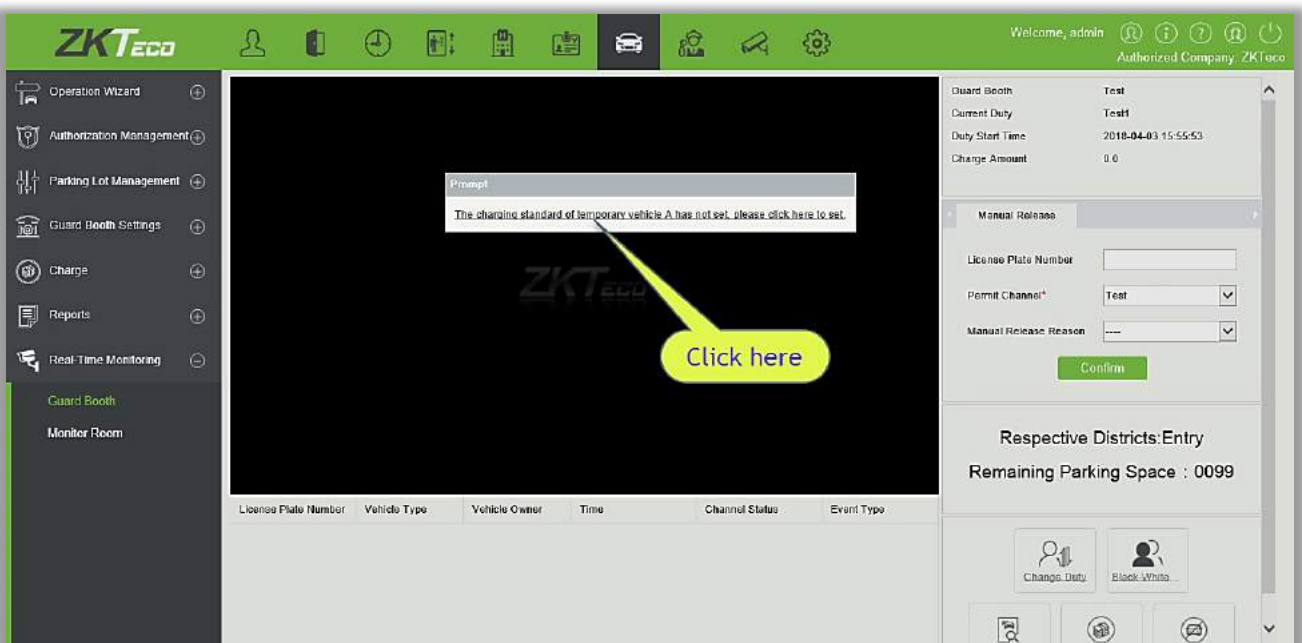 ZKTeco
Welcome, admin
Authorized Company: ZKTeco
Operation Wizard
Authorization Management
Parking Lot Management
Guard Booth Settings
Charge
Reports
Real-Time Monitoring
Guard Booth
Monitor Room
Prompt
The charging standard of temporary vehicle A has not set, please click here to set.
ZKTeco
Click here
License Plate Number Vehicle Type Vehicle Owner Time Channel Status Event Type
Guard Booth Test
Current Duty Test1
Duty Start Time 2018-04-03 15:55:53
Charge Amount 0.0
Manual Release
License Plate Number
Permit Channel* Test
Manual Release Reason ----
Confirm
Respective Districts:Entry
Remaining Parking Space : 0099
Change Duty Black-White...